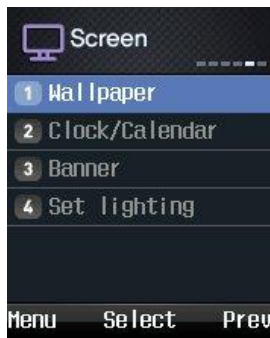 Screen
1 Wallpaper
2 Clock/Calendar
3 Banner
4 Set lighting
Menu Select Prev